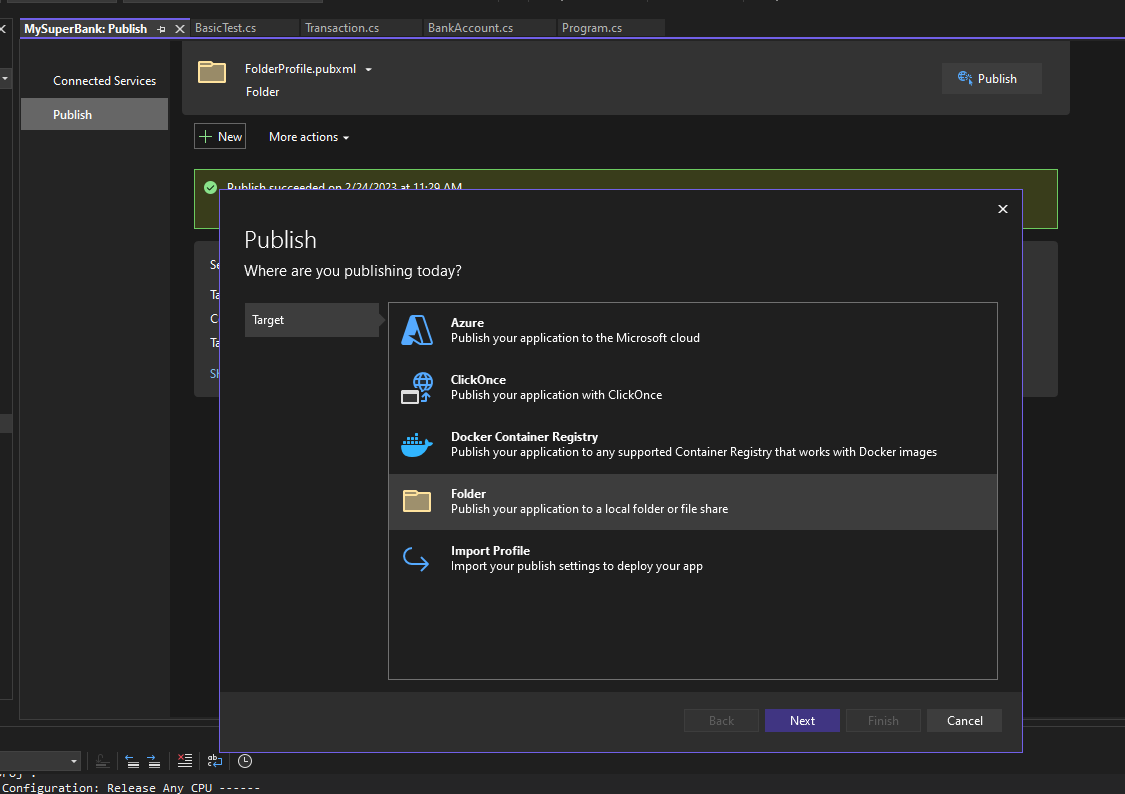 MySuperBank: Publish
BasicTest.cs
Transaction.cs
BankAccount.cs
Program.cs
Connected Services
Publish
FolderProfile.pubxml
Folder
Publish
New
More actions
Publish succeeded on 2/24/2023 at 11:29 AM
Publish
Where are you publishing today?
Target
Azure
Publish your application to the Microsoft cloud
ClickOnce
Publish your application with ClickOnce
Docker Container Registry
Publish your application to any supported Container Registry that works with Docker images
Folder
Publish your application to a local folder or file share
Import Profile
Import your publish settings to deploy your app
Back
Next
Finish
Cancel
Configuration: Release Any CPU ------